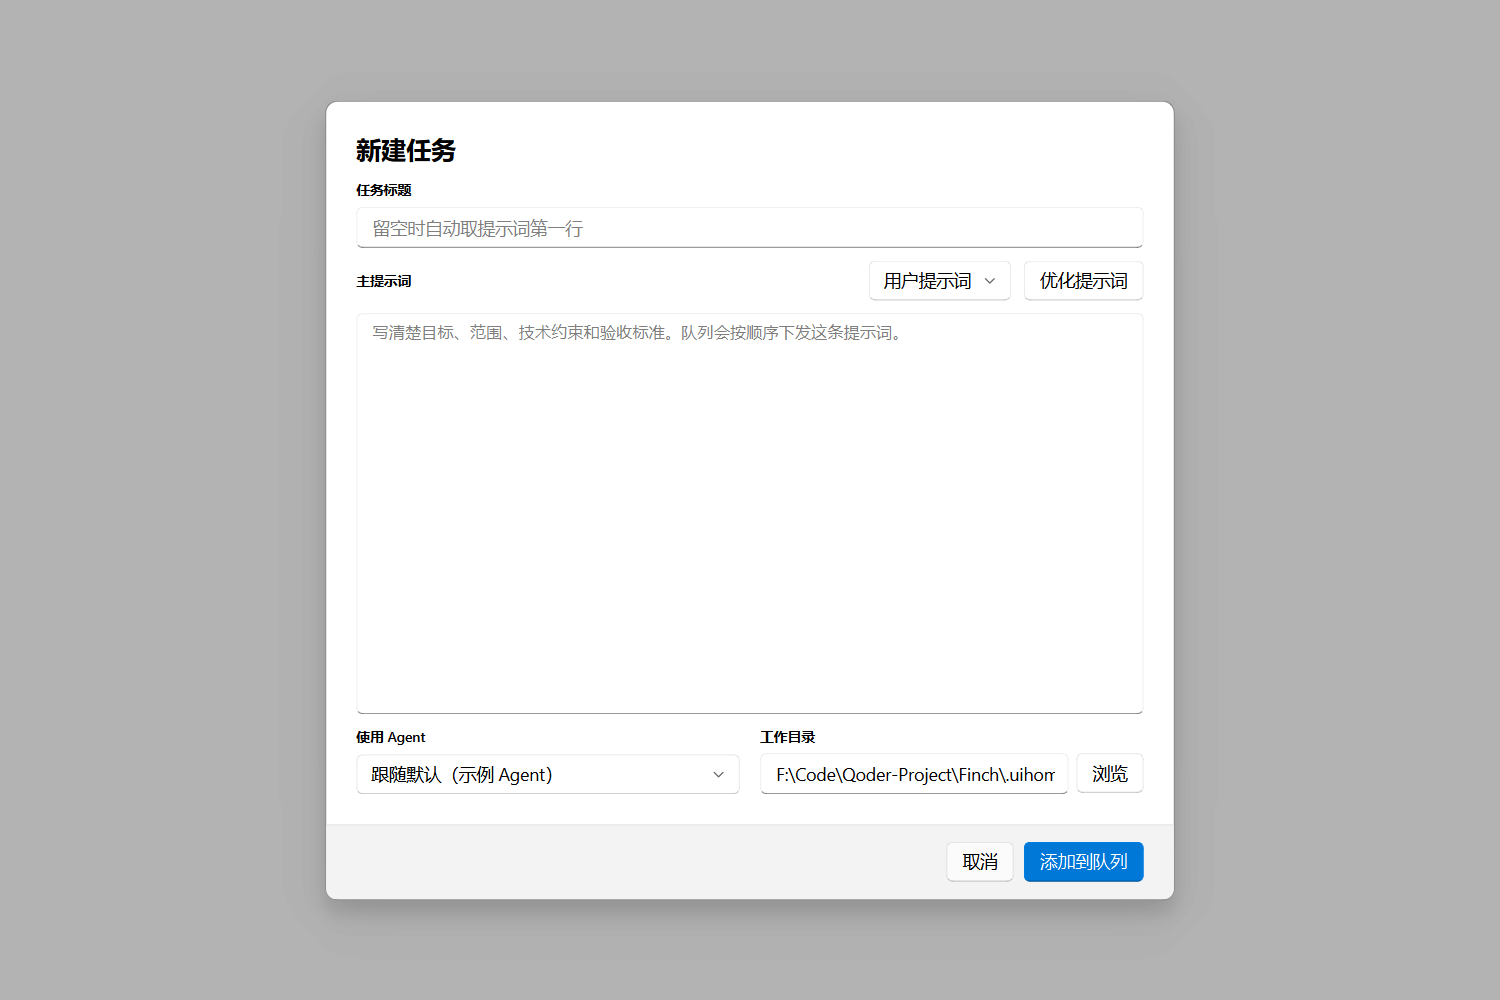 新建任务
任务标题
留空时自动取提示词第一行
主提示词
用户提示词
优化提示词
写清楚目标、范围、技术约束和验收标准。队列会按顺序下发这条提示词。
使用 Agent
工作目录
跟随默认（示例 Agent）
F:\Code\Qoder-Project\Finch\.uihom
浏览
取消
添加到队列